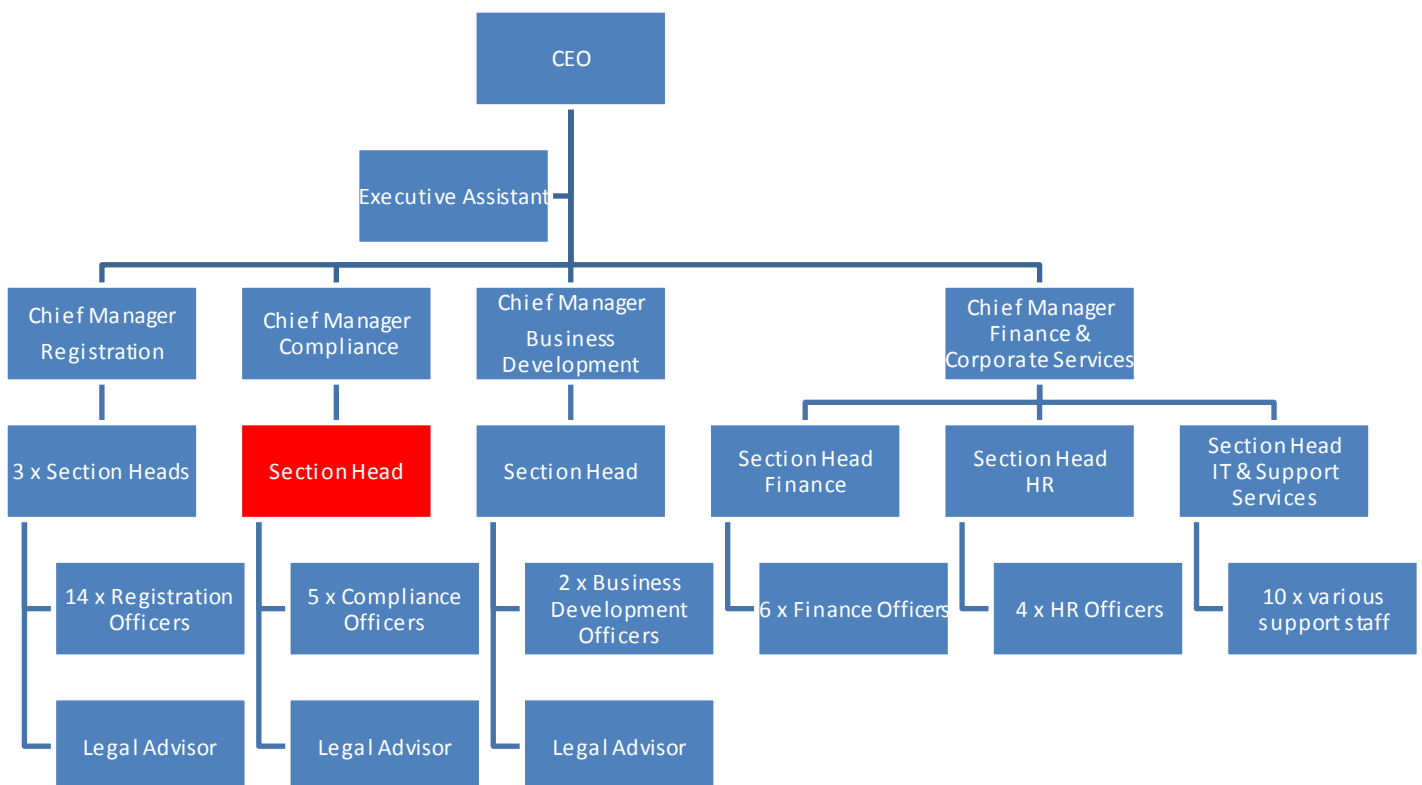 CEO
Executive Assistant
Chief Manager
Registration
Chief Manager
Compliance
Chief Manager
Business
Development
Chief Manager
Finance &
Corporate Services
3 x Section Heads
Section Head
Section Head
Section Head
Finance
Section Head
HR
Section Head
IT & Support
Services
14 x Registration
Officers
5 x Compliance
Officers
2 x Business
Development
Officers
6 x Finance Officers
4 x HR Officers
10 x various
support staff
Legal Advisor
Legal Advisor
Legal Advisor